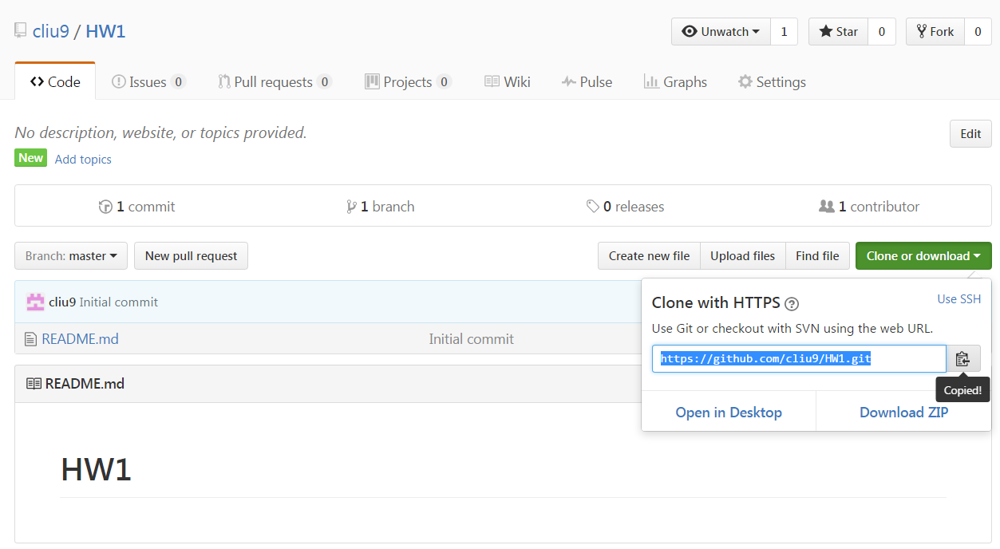 cliu9 / HW1
Unwatch 1 Star 0 Fork 0
Code Issues 0 Pull requests 0 Projects 0 Wiki Pulse Graphs Settings
No description, website, or topics provided.
Edit
New Add topics
1 commit 1 branch 0 releases 1 contributor
Branch: master New pull request Create new file Upload files Find file Clone or download
cliu9 Initial commit
README.md Initial commit
README.md
HW1
Clone with HTTPS ?
Use SSH
Use Git or checkout with SVN using the web URL.
https://github.com/cliu9/HW1.git
Copied!
Open in Desktop Download ZIP